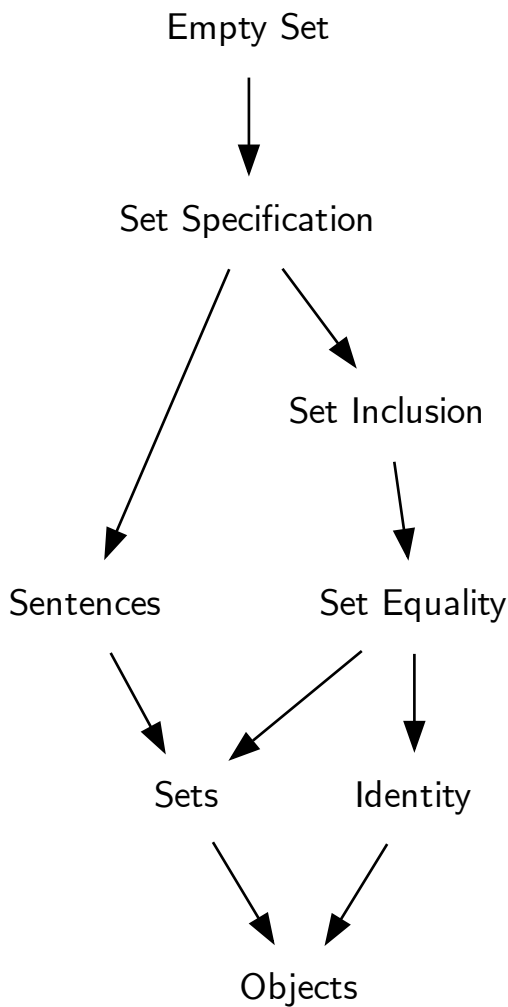 Empty Set
Set Specification
Set Inclusion
Sentences
Set Equality
Sets
Identity
Objects